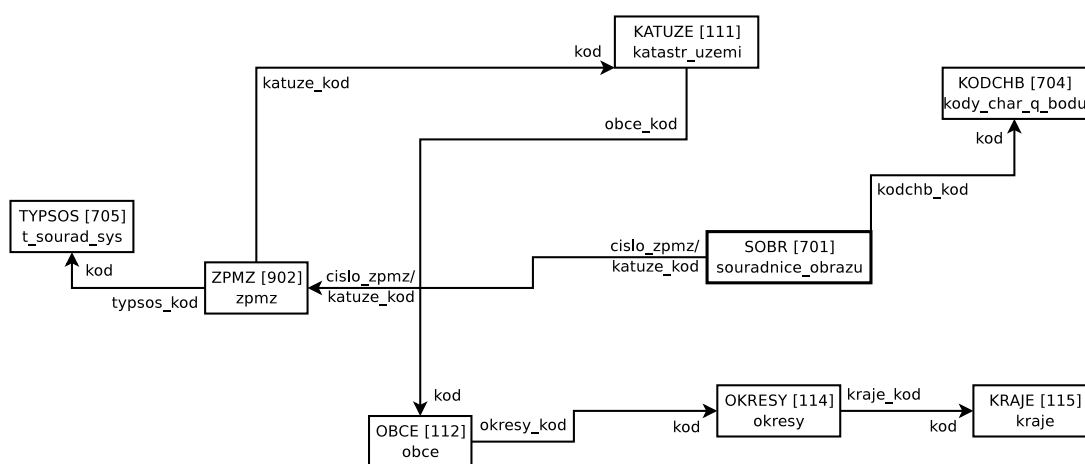 KATUZE [111]
katastr_uzemi
kod
katuze_kod
KODCHB [704]
kody_char_q_bodu
obce_kod
kod
kodchb_kod
TYPSOS [705]
t_sourad_sys
kod
typsos_kod
ZPMZ [902]
zpmz
cislo_zpmz/
katuze_kod
cislo_zpmz/
katuze_kod
SOBR [701]
souradnice_obrazu
kod
OBCE [112]
obce
okresy_kod
kod
OKRESY [114]
okresy
kraje_kod
kod
KRAJE [115]
kraje